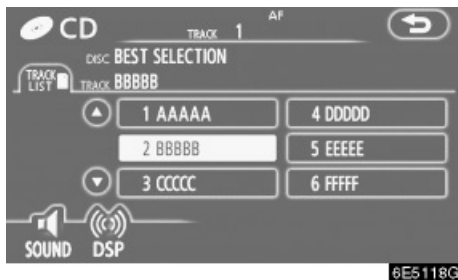 CD
TRACK 1
AF
DISC BEST SELECTION
TRACK LIST
TRACK BBBBB
1 AAAAA
4 DDDDD
2 BBBBB
5 EEEEE
3 CCCCC
6 FFFFF
SOUND
DSP
6E5118G